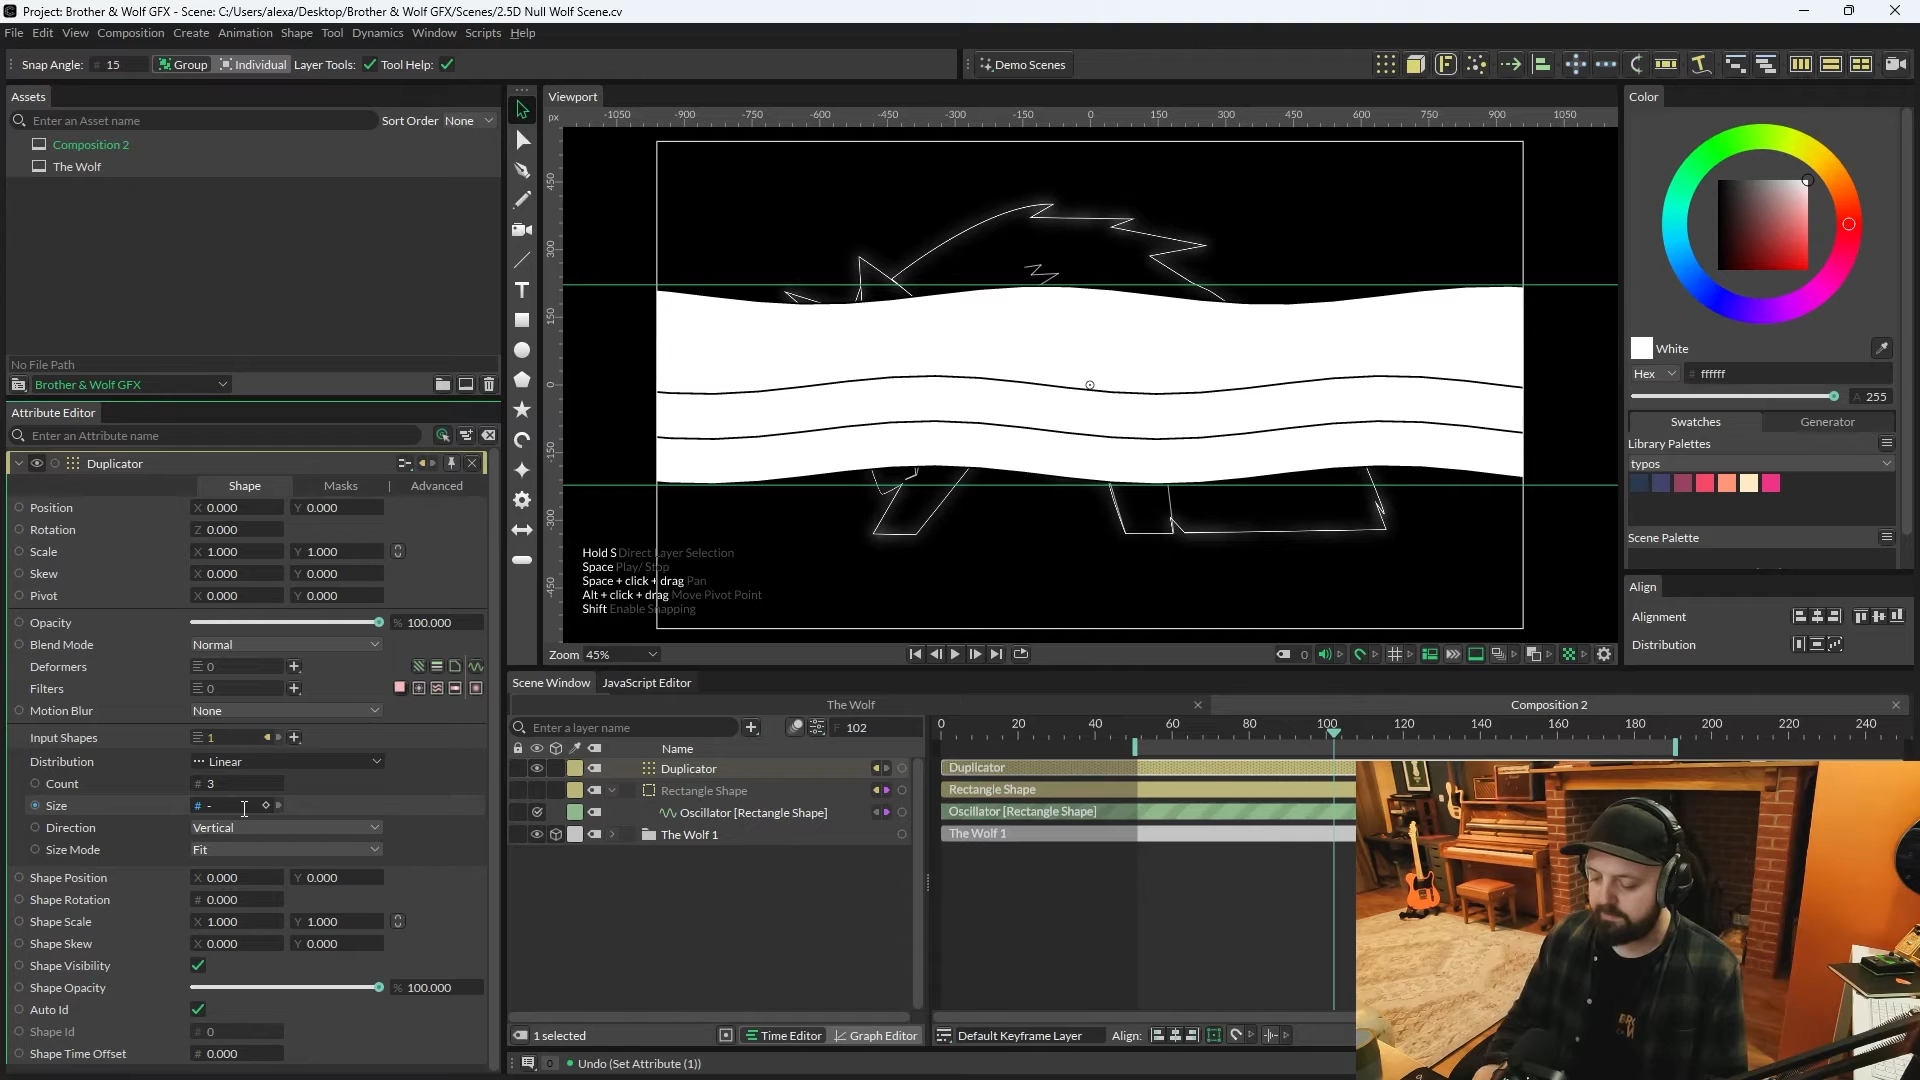 Project: Brother & Wolf GFX - Scene: C:/Users/alexa/Desktop/Brother & Wolf GFX/Scenes/2.5D Null Wolf Scene.cv
File Edit View Composition Create Animation Shape Tool Dynamics Window Scripts Help
Snap Angle: # 15 Group Individual Layer Tools: Tool Help: Demo Scenes
Assets
Enter an Asset name Sort Order None
Composition 2
The Wolf
No File Path
Brother & Wolf GFX
Attribute Editor
Enter an Attribute name
Duplicator
Shape Masks Advanced
Position X 0.000 Y 0.000
Rotation Z 0.000
Scale X 1.000 Y 1.000
Skew X 0.000 Y 0.000
Pivot X 0.000 Y 0.000
Opacity % 100.000
Blend Mode Normal
Deformers 0
Filters 0
Motion Blur None
Input Shapes 1
Distribution Linear
Count # 3
Size # -
Direction Vertical
Size Mode Fit
Shape Position X 0.000 Y 0.000
Shape Rotation # 0.000
Shape Scale X 1.000 Y 1.000
Shape Skew X 0.000 Y 0.000
Shape Visibility
Shape Opacity % 100.000
Auto Id
Shape Id # 0
Shape Time Offset # 0.000
Viewport
px -1050 -900 -750 -600 -450 -300 -150 0 150 300 450 600 750 900 1050
450
300
150
0
-150
-300
-450
Hold S Direct Layer Selection
Space Play/ Stop
Space + click + drag Pan
Alt + click + drag Move Pivot Point
Shift Enable Snapping
Zoom 45% 0
Color
White
Hex # ffffff
A 255
Swatches Generator
Library Palettes
typos
Scene Palette
Align
Alignment
Distribution
Scene Window JavaScript Editor
The Wolf Composition 2
Enter a layer name F 102
0 20 40 60 80 100 120 140 160 180 200 220 240
Name
Duplicator Duplicator
Rectangle Shape Rectangle Shape
Oscillator [Rectangle Shape] Oscillator [Rectangle Shape]
The Wolf 1 The Wolf 1
1 selected Time Editor Graph Editor Default Keyframe Layer Align:
0 Undo (Set Attribute (1))